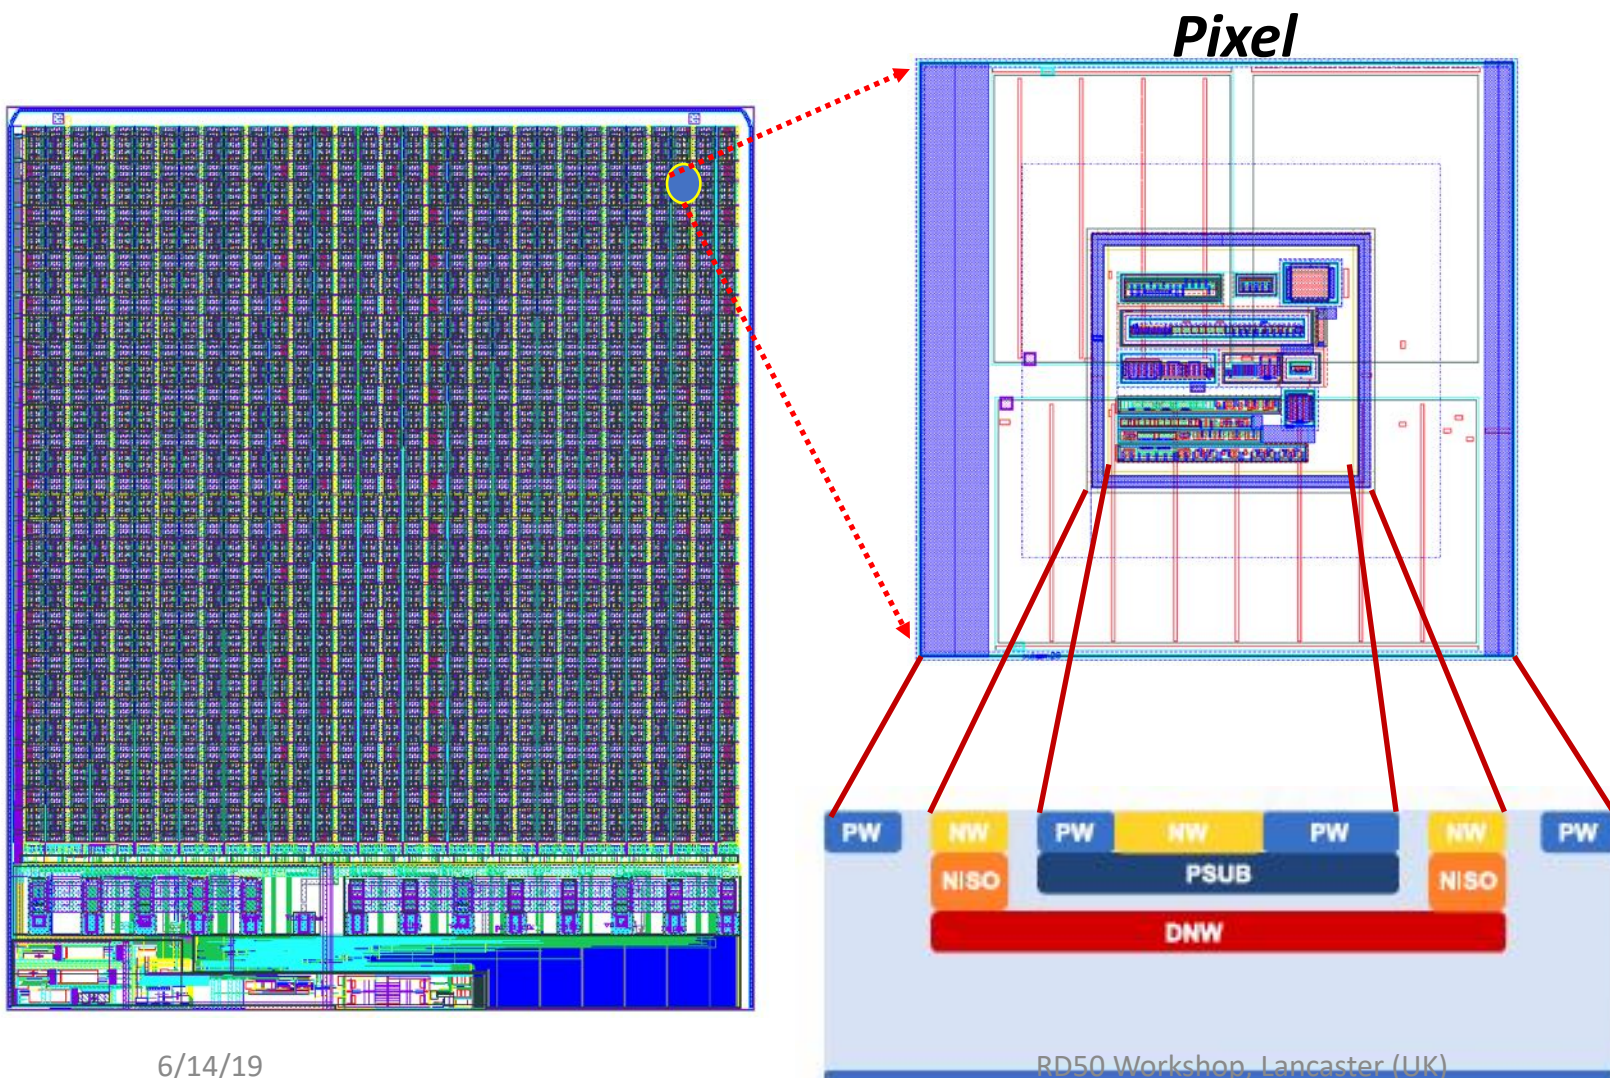 Pixel
PW NW PW NW PW NW PW
NISO PSUB NISO
DNW
6/14/19
RD50 Workshop, Lancaster (UK)